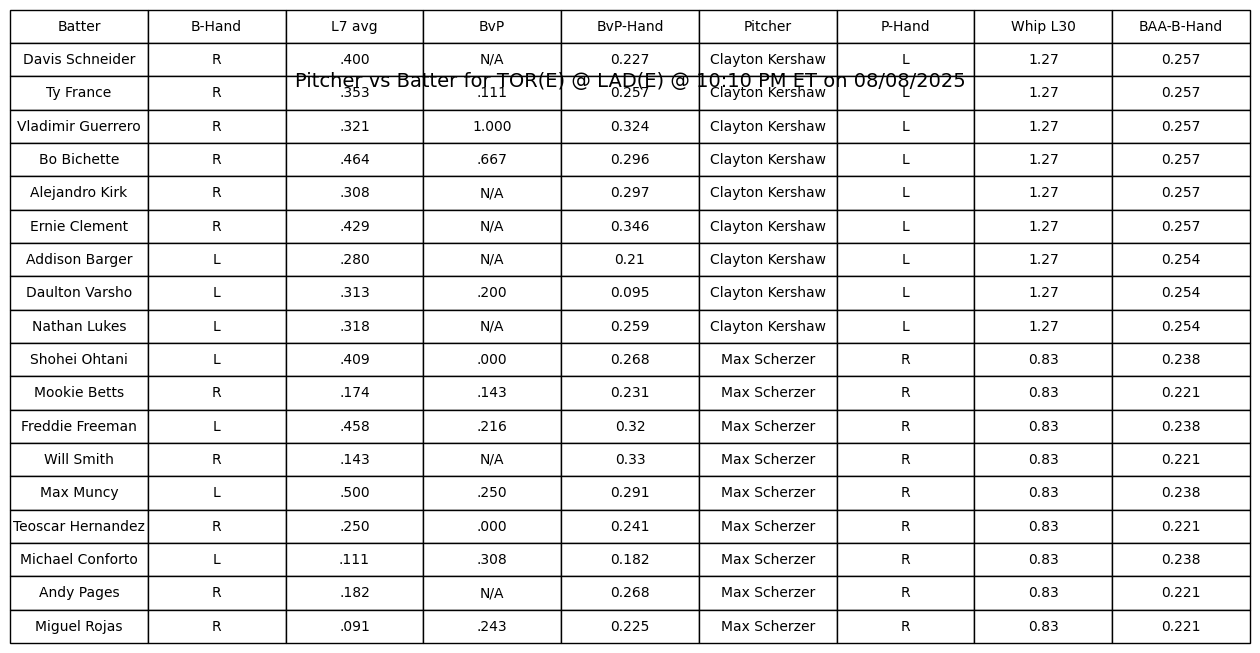 Batter B-Hand L7 avg BvP BvP-Hand Pitcher P-Hand Whip L30 BAA-B-Hand
Davis Schneider R .400 N/A 0.227 Clayton Kershaw L 1.27 0.257
Pitcher vs Batter for TOR(E) @ LAD(E) @ 10:10 PM ET on 08/08/2025
Ty France R .353 .111 0.257 Clayton Kershaw L 1.27 0.257
Vladimir Guerrero R .321 1.000 0.324 Clayton Kershaw L 1.27 0.257
Bo Bichette R .464 .667 0.296 Clayton Kershaw L 1.27 0.257
Alejandro Kirk R .308 N/A 0.297 Clayton Kershaw L 1.27 0.257
Ernie Clement R .429 N/A 0.346 Clayton Kershaw L 1.27 0.257
Addison Barger L .280 N/A 0.21 Clayton Kershaw L 1.27 0.254
Daulton Varsho L .313 .200 0.095 Clayton Kershaw L 1.27 0.254
Nathan Lukes L .318 N/A 0.259 Clayton Kershaw L 1.27 0.254
Shohei Ohtani L .409 .000 0.268 Max Scherzer R 0.83 0.238
Mookie Betts R .174 .143 0.231 Max Scherzer R 0.83 0.221
Freddie Freeman L .458 .216 0.32 Max Scherzer R 0.83 0.238
Will Smith R .143 N/A 0.33 Max Scherzer R 0.83 0.221
Max Muncy L .500 .250 0.291 Max Scherzer R 0.83 0.238
Teoscar Hernandez R .250 .000 0.241 Max Scherzer R 0.83 0.221
Michael Conforto L .111 .308 0.182 Max Scherzer R 0.83 0.238
Andy Pages R .182 N/A 0.268 Max Scherzer R 0.83 0.221
Miguel Rojas R .091 .243 0.225 Max Scherzer R 0.83 0.221